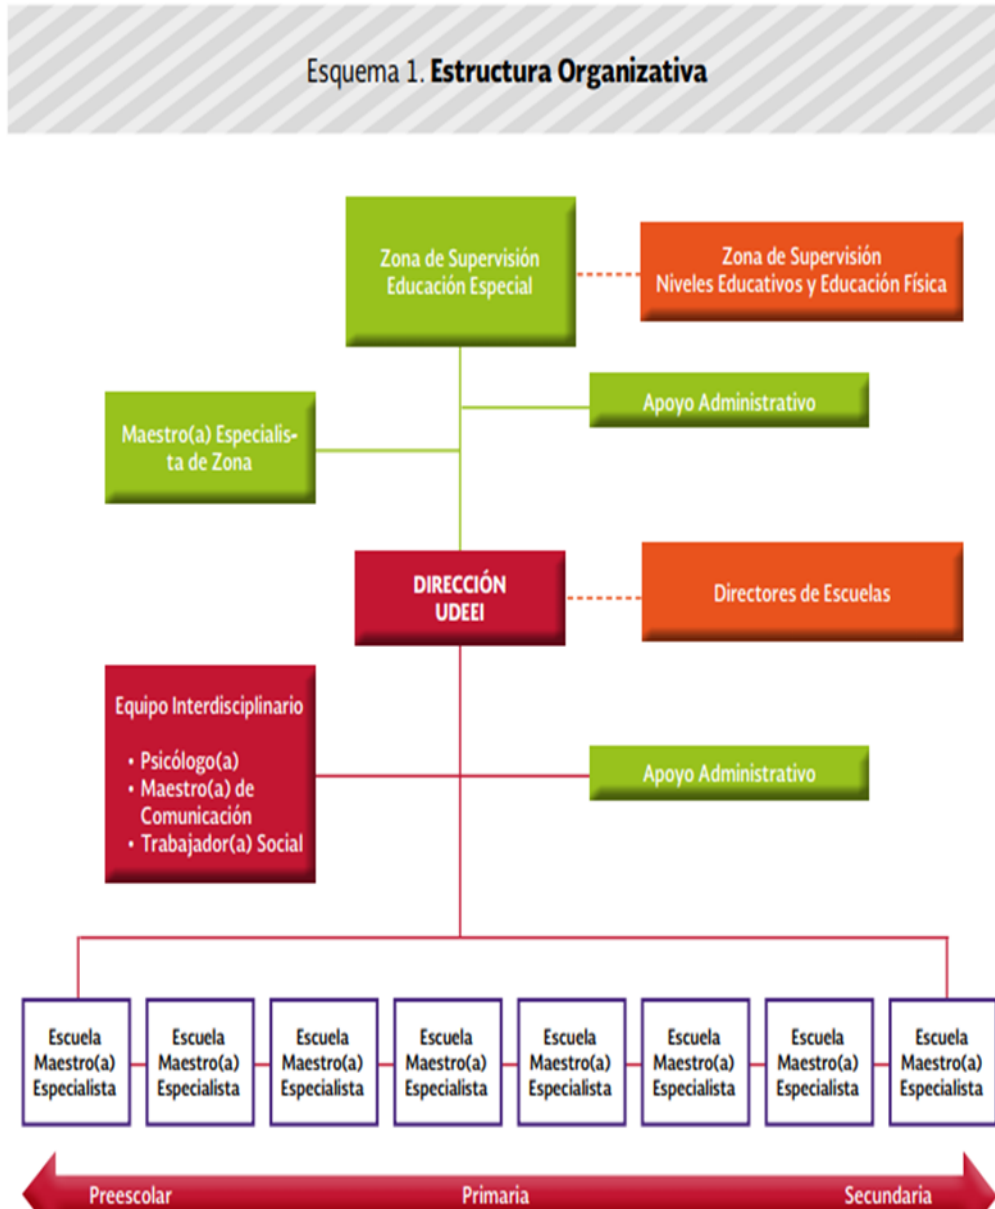 Esquema 1. Estructura Organizativa
Zona de Supervisión
Educación Especial
Zona de Supervisión
Niveles Educativos y Educación Física
Apoyo Administrativo
Maestro(a) Especialis-
ta de Zona
DIRECCIÓN
UDEEI
Directores de Escuelas
Equipo Interdisciplinario
• Psicólogo(a)
• Maestro(a) de
Comunicación
• Trabajador(a) Social
Apoyo Administrativo
Escuela
Maestro(a)
Especialista
Escuela
Maestro(a)
Especialista
Escuela
Maestro(a)
Especialista
Escuela
Maestro(a)
Especialista
Escuela
Maestro(a)
Especialista
Escuela
Maestro(a)
Especialista
Escuela
Maestro(a)
Especialista
Escuela
Maestro(a)
Especialista
Preescolar
Primaria
Secundaria